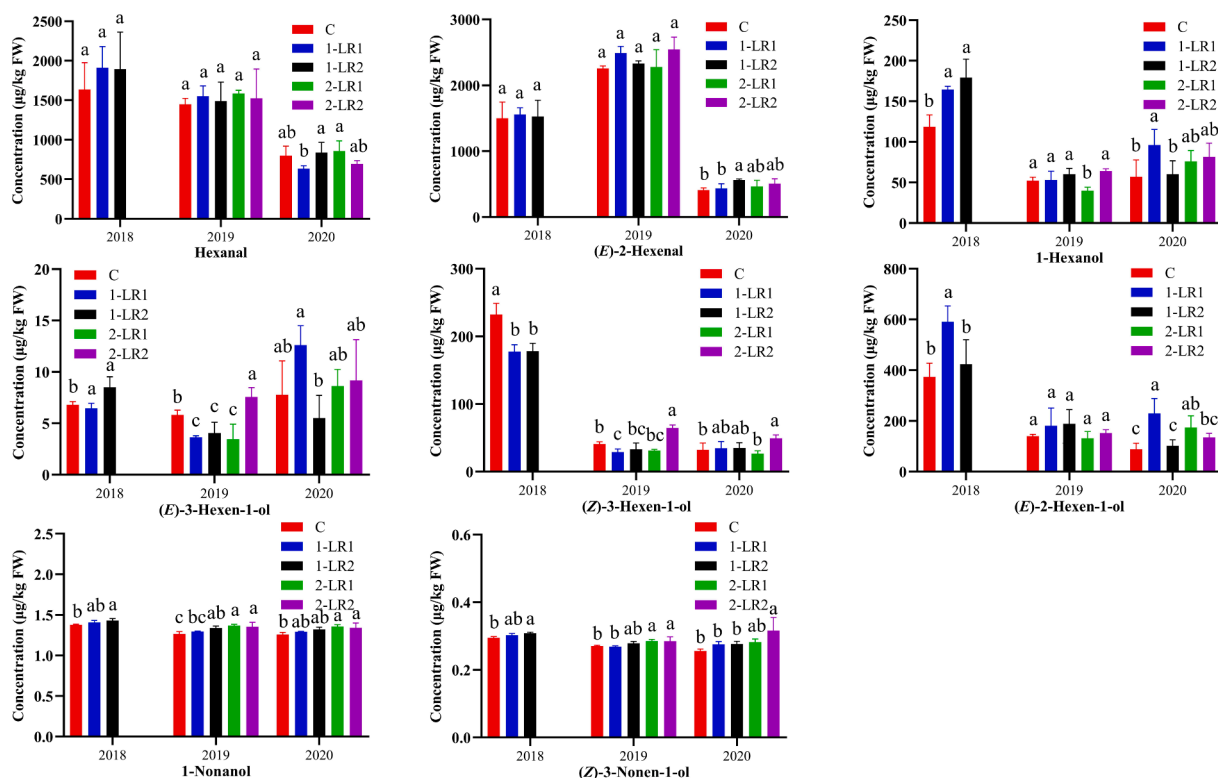 Concentration (μg/kg FW)
2500
2000
1500
1000
500
0
a a a
a a a a a
ab b a a ab
C
1-LR1
1-LR2
2-LR1
2-LR2
2018 2019 2020
Hexanal
Concentration (μg/kg FW)
3000
2000
1000
0
a a a
a a a a a
b b a ab ab
C
1-LR1
1-LR2
2-LR1
2-LR2
2018 2019 2020
(E)-2-Hexenal
Concentration (μg/kg FW)
250
200
150
100
50
0
b a a
a a a b a
b a b ab ab
C
1-LR1
1-LR2
2-LR1
2-LR2
2018 2019 2020
1-Hexanol
Concentration (μg/kg FW)
20
15
10
5
0
C
1-LR1
1-LR2
2-LR1
2-LR2
b a a
b c c c a
ab a b ab ab
2018 2019 2020
(E)-3-Hexen-1-ol
Concentration (μg/kg FW)
300
200
100
0
a b b
b c bc bc a
b ab ab b a
C
1-LR1
1-LR2
2-LR1
2-LR2
2018 2019 2020
(Z)-3-Hexen-1-ol
Concentration (μg/kg FW)
800
600
400
200
0
b a b
a a a a a
c a c ab bc
C
1-LR1
1-LR2
2-LR1
2-LR2
2018 2019 2020
(E)-2-Hexen-1-ol
Concentration (μg/kg FW)
2.5
2.0
1.5
1.0
0.5
0.0
b ab a
c bc ab a a
b ab ab a a
C
1-LR1
1-LR2
2-LR1
2-LR2
2018 2019 2020
1-Nonanol
Concentration (μg/kg FW)
0.6
0.4
0.2
0.0
b ab a
b b ab a a
b b b ab a
C
1-LR1
1-LR2
2-LR1
2-LR2
2018 2019 2020
(Z)-3-Nonen-1-ol